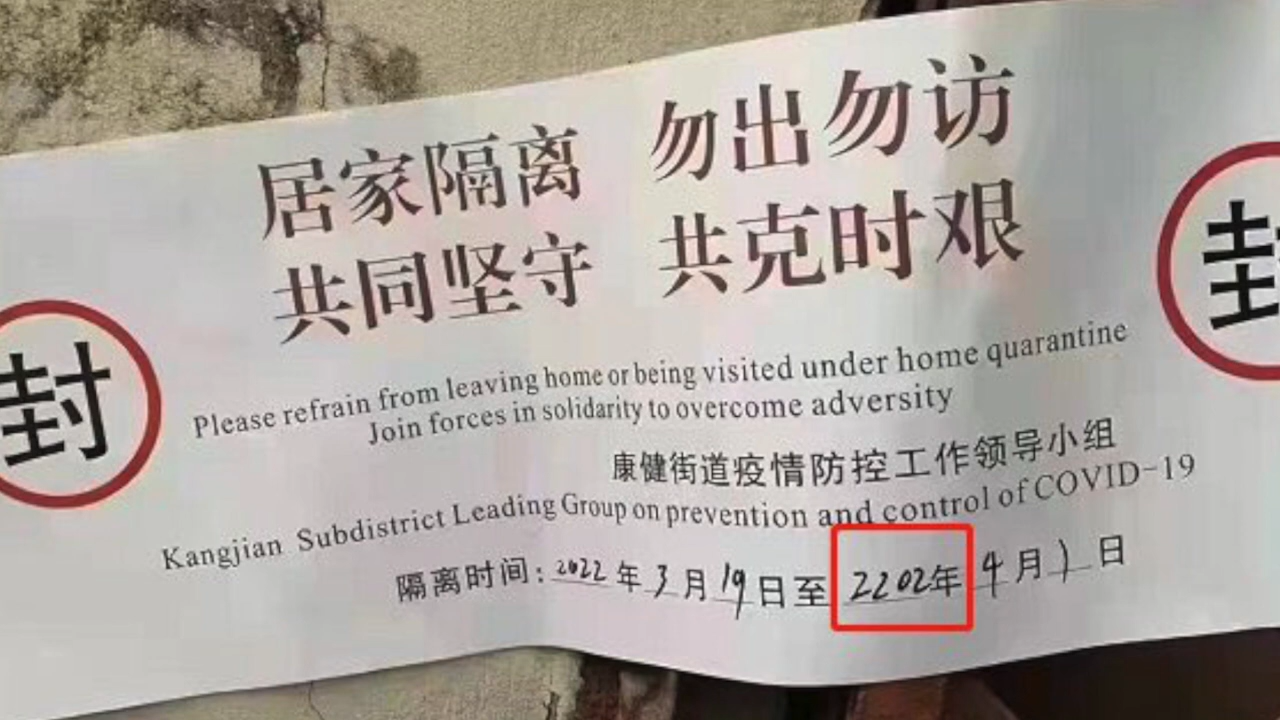 居家隔离 勿出勿访
共同坚守 共克时艰
封
封
Please refrain from leaving home or being visited under home quarantine
Join forces in solidarity to overcome adversity
康健街道疫情防控工作领导小组
Kangjian Subdistrict Leading Group on prevention and control of COVID-19
隔离时间:2022年3月19日至2202年4月1日